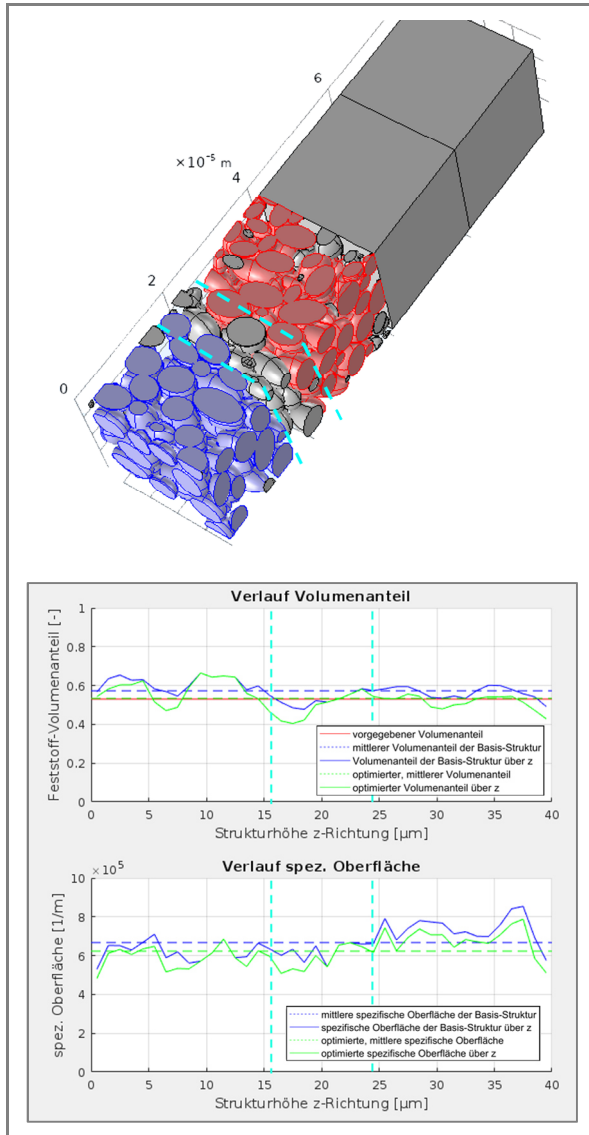 6
×10⁻⁵ m
4
2
0
Verlauf Volumenanteil
Feststoff-Volumenanteil [-]
1
0.8
0.6
0.4
0.2
0
vorgegebener Volumenanteil
mittlerer Volumenanteil der Basis-Struktur
Volumenanteil der Basis-Struktur über z
optimierter, mittlerer Volumenanteil
optimierter Volumenanteil über z
0 5 10 15 20 25 30 35 40
Strukturhöhe z-Richtung [µm]
Verlauf spez. Oberfläche
×10⁵
spez. Oberfläche [1/m]
10
8
6
4
2
0
mittlere spezifische Oberfläche der Basis-Struktur
spezifische Oberfläche der Basis-Struktur über z
optimierte, mittlere spezifische Oberfläche
optimierte spezifische Oberfläche über z
0 5 10 15 20 25 30 35 40
Strukturhöhe z-Richtung [µm]